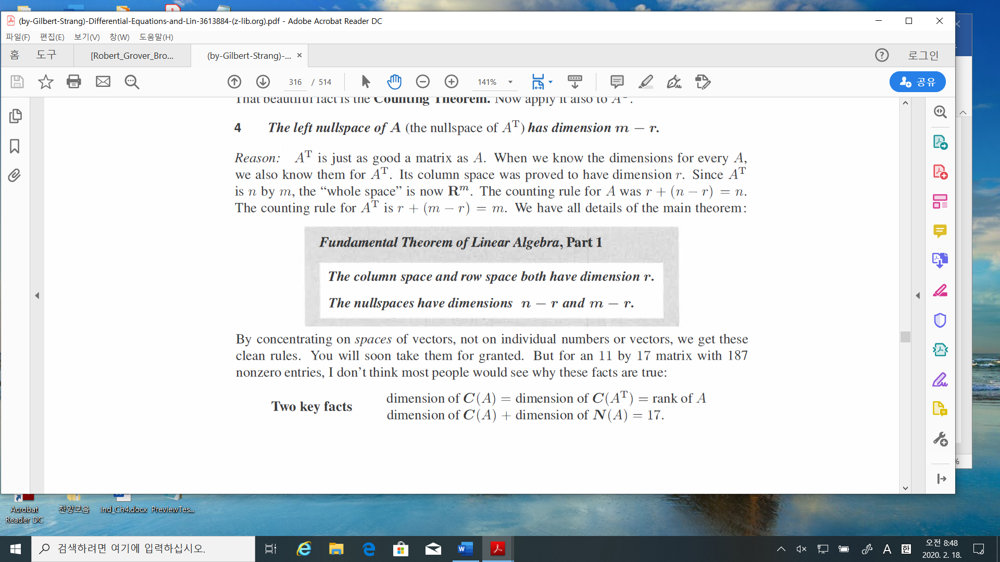 (by-Gilbert-Strang)-Differential-Equations-and-Lin-3613884-(z-lib.org).pdf - Adobe Acrobat Reader DC
파일(F) 편집(E) 보기(V) 창(W) 도움말(H)
홈 도구 [Robert_Grover_Bro... (by-Gilbert-Strang)-... × ? 로그인
316 / 514 141% 공유
That beautiful fact is the Counting Theorem. Now apply it also to Aᵀ.
4 The left nullspace of A (the nullspace of Aᵀ) has dimension m − r.
Reason: Aᵀ is just as good a matrix as A. When we know the dimensions for every A,
we also know them for Aᵀ. Its column space was proved to have dimension r. Since Aᵀ
is n by m, the “whole space” is now Rᵐ. The counting rule for A was r + (n − r) = n.
The counting rule for Aᵀ is r + (m − r) = m. We have all details of the main theorem:
Fundamental Theorem of Linear Algebra, Part 1
The column space and row space both have dimension r.
The nullspaces have dimensions n − r and m − r.
By concentrating on spaces of vectors, not on individual numbers or vectors, we get these
clean rules. You will soon take them for granted. But for an 11 by 17 matrix with 187
nonzero entries, I don’t think most people would see why these facts are true:
Two key facts
dimension of C(A) = dimension of C(Aᵀ) = rank of A
dimension of C(A) + dimension of N(A) = 17.
%
Acrobat
Reader DC
찬양모음
Ind_Ch4.docx
PreviewTes...
검색하려면 여기에 입력하십시오.
A 한
오전 8:48
2020. 2. 18.